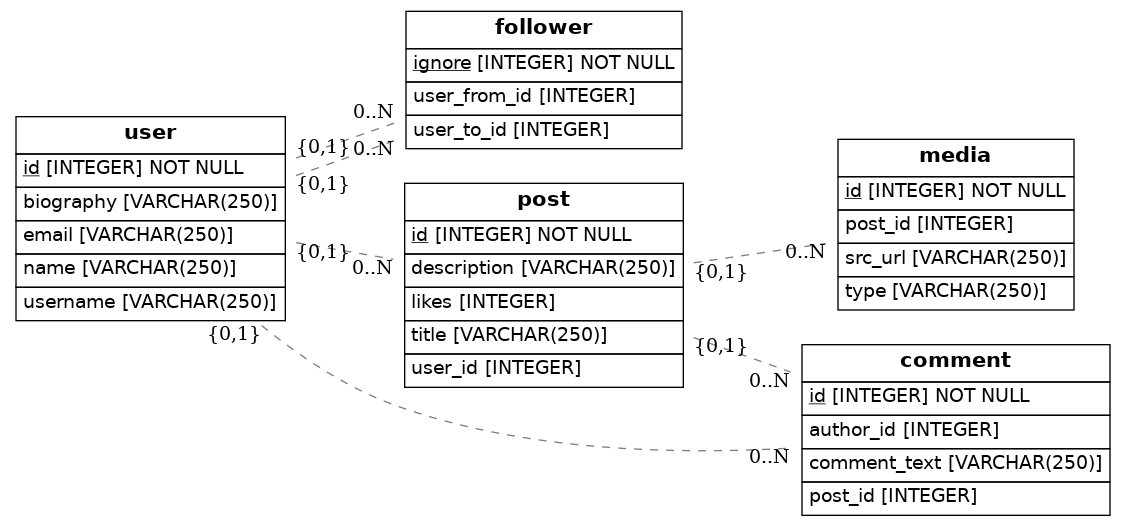 follower
ignore [INTEGER] NOT NULL
user_from_id [INTEGER]
user_to_id [INTEGER]
0..N
{0,1}
0..N
{0,1}
user
id [INTEGER] NOT NULL
biography [VARCHAR(250)]
email [VARCHAR(250)]
name [VARCHAR(250)]
username [VARCHAR(250)]
{0,1}
0..N
{0,1}
post
id [INTEGER] NOT NULL
description [VARCHAR(250)]
likes [INTEGER]
title [VARCHAR(250)]
user_id [INTEGER]
0..N
{0,1}
{0,1}
0..N
media
id [INTEGER] NOT NULL
post_id [INTEGER]
src_url [VARCHAR(250)]
type [VARCHAR(250)]
comment
id [INTEGER] NOT NULL
author_id [INTEGER]
comment_text [VARCHAR(250)]
post_id [INTEGER]
0..N